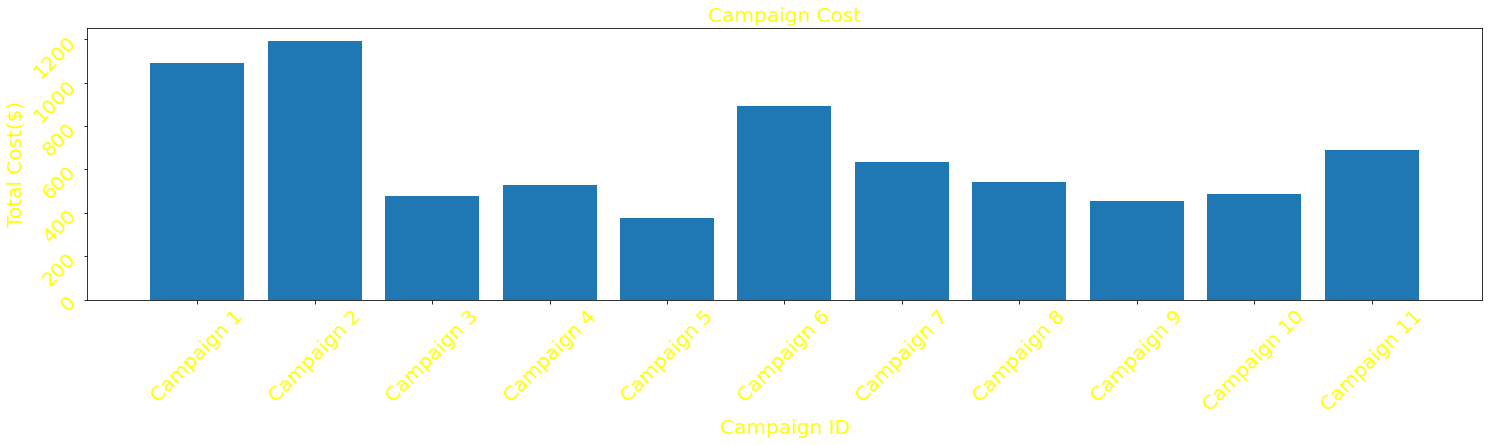 Campaign Cost
Total Cost($)
1200
1000
800
600
400
200
0
Campaign 1
Campaign 2
Campaign 3
Campaign 4
Campaign 5
Campaign 6
Campaign 7
Campaign 8
Campaign 9
Campaign 10
Campaign 11
Campaign ID